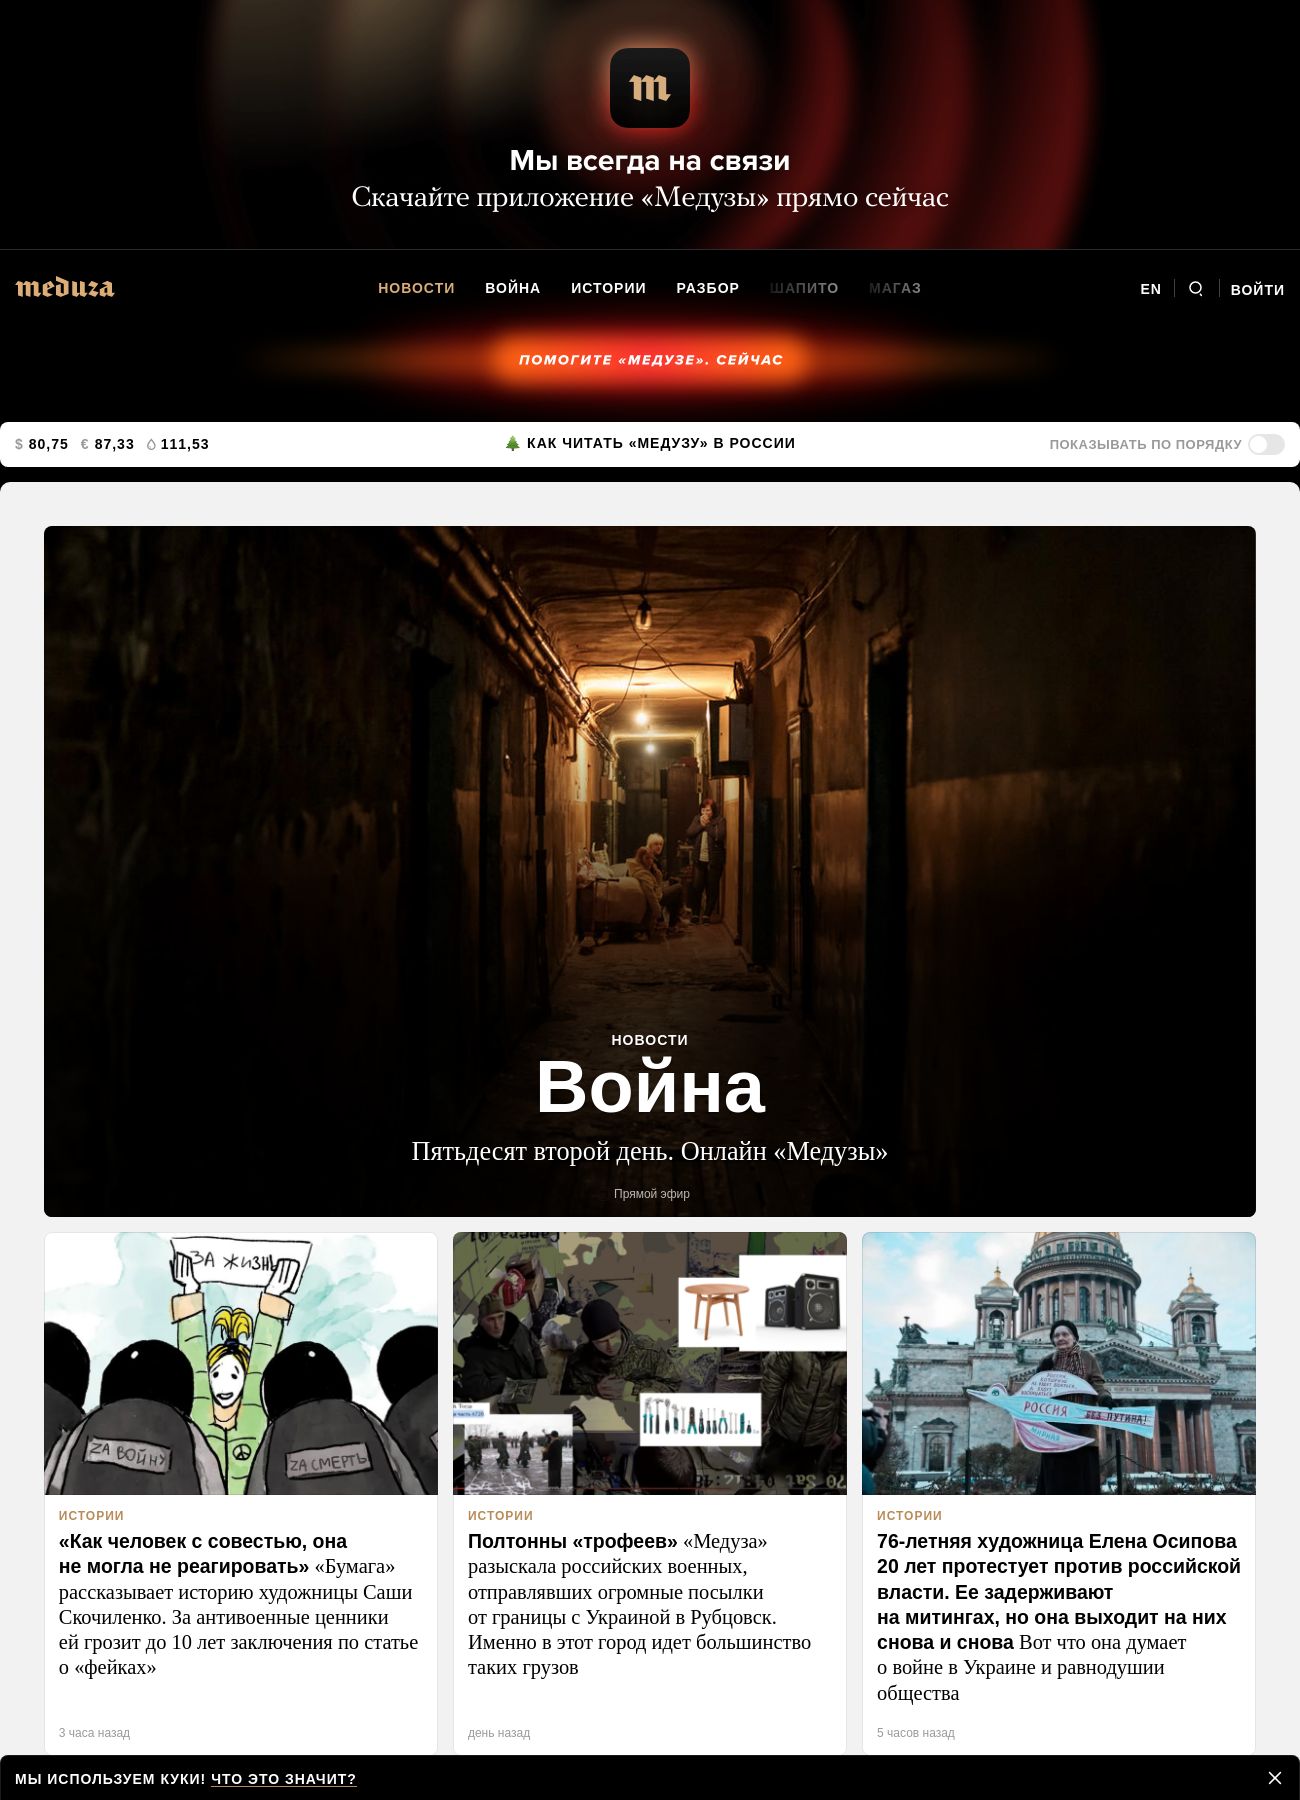 m
Мы всегда на связи
Скачайте приложение «Медузы» прямо сейчас
meduza
НОВОСТИ ВОЙНА ИСТОРИИ РАЗБОР ШАПИТО МАГАЗ
EN ВОЙТИ
ПОМОГИТЕ «МЕДУЗЕ». СЕЙЧАС
$ 80,75 € 87,33 111,53
КАК ЧИТАТЬ «МЕДУЗУ» В РОССИИ
ПОКАЗЫВАТЬ ПО ПОРЯДКУ
НОВОСТИ
Война
Пятьдесят второй день. Онлайн «Медузы»
Прямой эфир
ЗА ЖИЗНЬ
ZА ВОЙНУ
ZА СМЕРТЬ
ИСТОРИИ
«Как человек с совестью, она
не могла не реагировать» «Бумага»
рассказывает историю художницы Саши
Скочиленко. За антивоенные ценники
ей грозит до 10 лет заключения по статье
о «фейках»
3 часа назад
ИСТОРИИ
Полтонны «трофеев» «Медуза»
разыскала российских военных,
отправлявших огромные посылки
от границы с Украиной в Рубцовск.
Именно в этот город идет большинство
таких грузов
день назад
РОССИЯ
ПУТИНА!
МИРНАЯ
ИСТОРИИ
76-летняя художница Елена Осипова
20 лет протестует против российской
власти. Ее задерживают
на митингах, но она выходит на них
снова и снова Вот что она думает
о войне в Украине и равнодушии
общества
5 часов назад
МЫ ИСПОЛЬЗУЕМ КУКИ! ЧТО ЭТО ЗНАЧИТ?